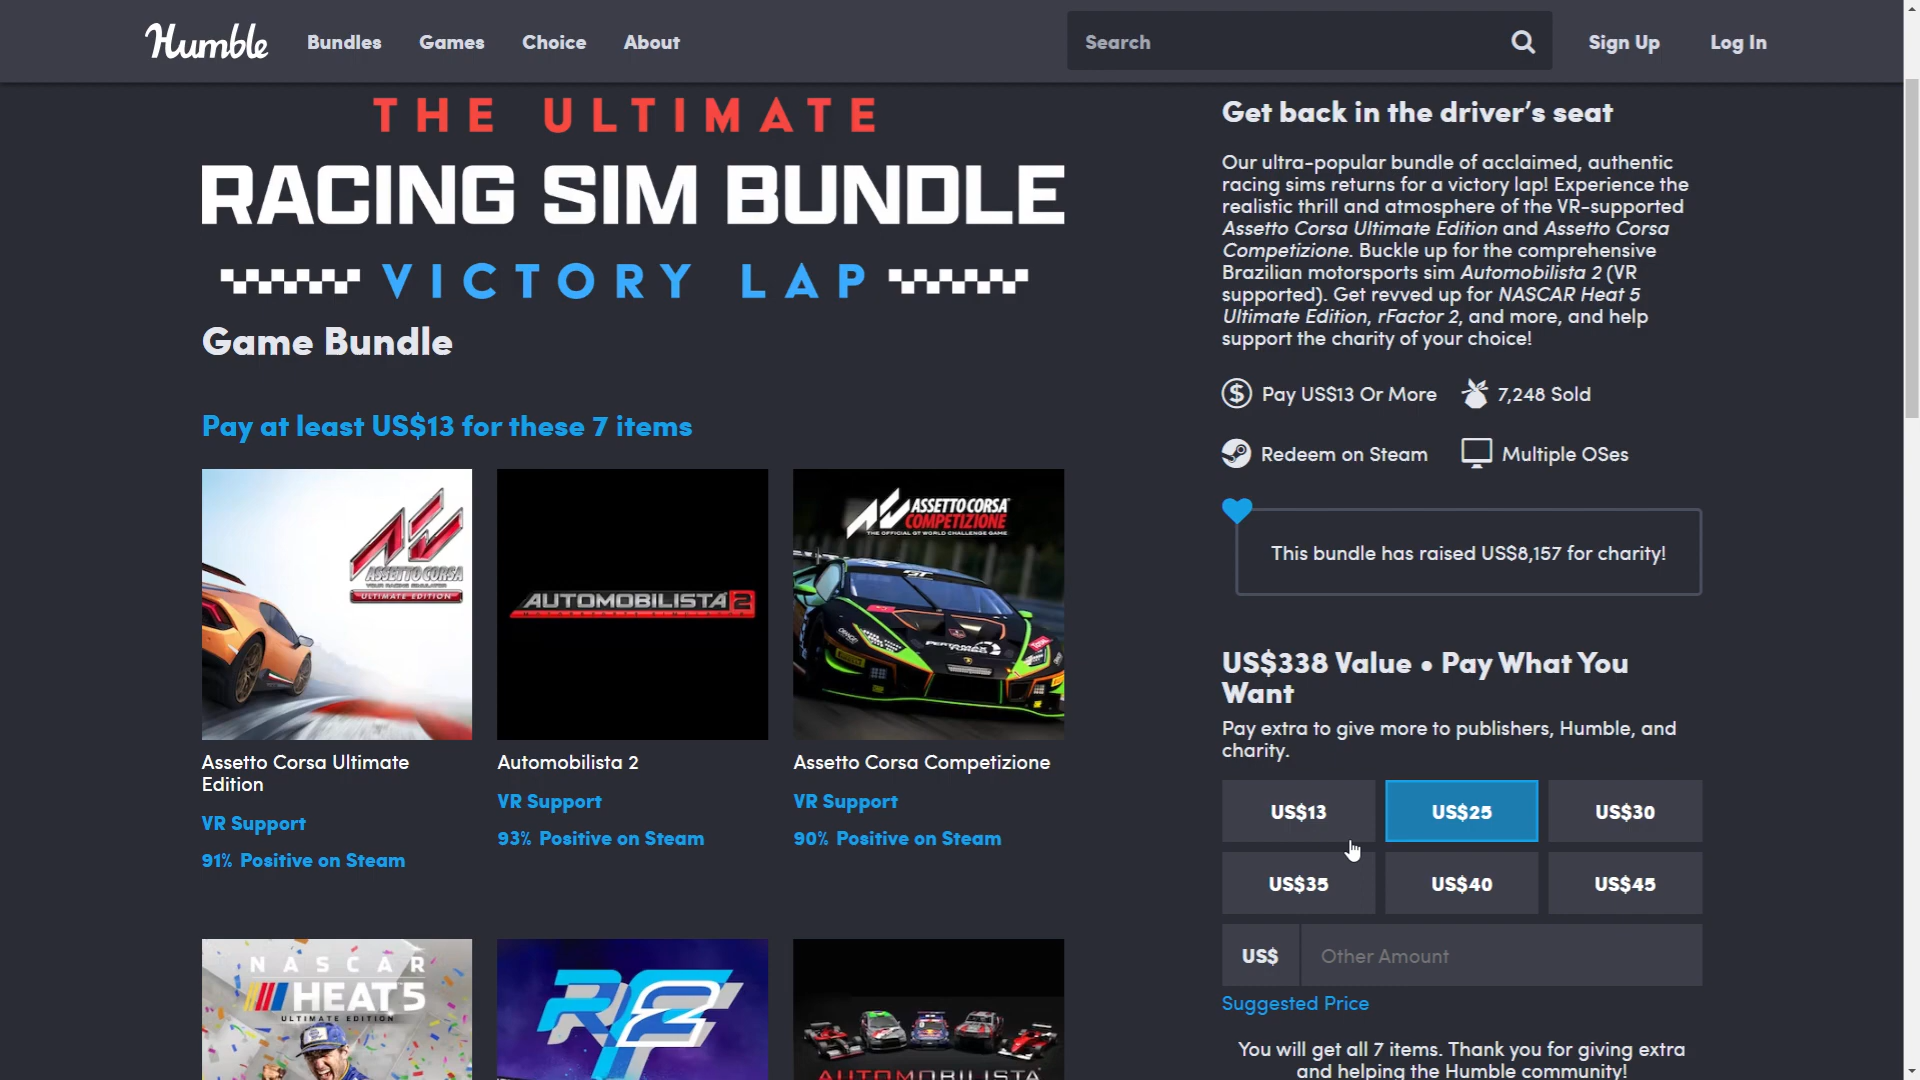 Humble
Bundles
Games
Choice
About
Search
Sign Up
Log In
THE ULTIMATE
RACING SIM BUNDLE
VICTORY LAP
Game Bundle
Pay at least US$13 for these 7 items
ASSETTO CORSA
YOUR RACING SIMULATOR
ULTIMATE EDITION
Assetto Corsa Ultimate
Edition
VR Support
91% Positive on Steam
AUTOMOBILISTA 2
Automobilista 2
VR Support
93% Positive on Steam
ASSETTO CORSA
COMPETIZIONE
THE OFFICIAL GT WORLD CHALLENGE GAME
Assetto Corsa Competizione
VR Support
90% Positive on Steam
NASCAR
HEAT 5
ULTIMATE EDITION
RF2
AUTOMOBILISTA
Get back in the driver’s seat
Our ultra-popular bundle of acclaimed, authentic
racing sims returns for a victory lap! Experience the
realistic thrill and atmosphere of the VR-supported
Assetto Corsa Ultimate Edition and Assetto Corsa
Competizione. Buckle up for the comprehensive
Brazilian motorsports sim Automobilista 2 (VR
supported). Get revved up for NASCAR Heat 5
Ultimate Edition, rFactor 2, and more, and help
support the charity of your choice!
Pay US$13 Or More
7,248 Sold
Redeem on Steam
Multiple OSes
This bundle has raised US$8,157 for charity!
US$338 Value • Pay What You
Want
Pay extra to give more to publishers, Humble, and
charity.
US$13
US$25
US$30
US$35
US$40
US$45
US$
Other Amount
Suggested Price
You will get all 7 items. Thank you for giving extra
and helping the Humble community!